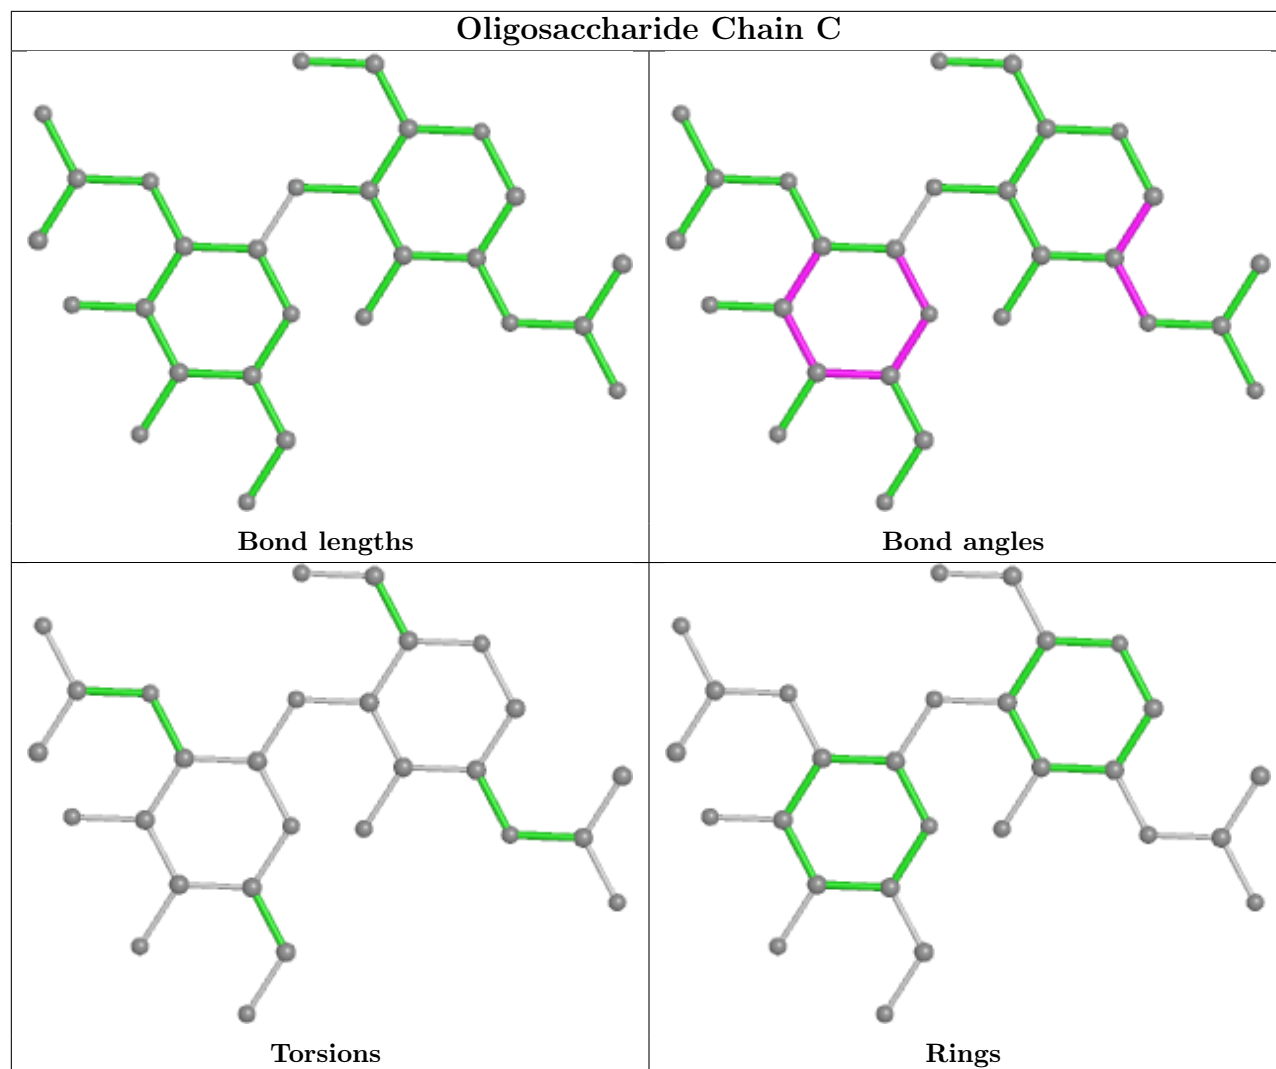 Oligosaccharide Chain C
Bond lengths
Bond angles
Torsions
Rings